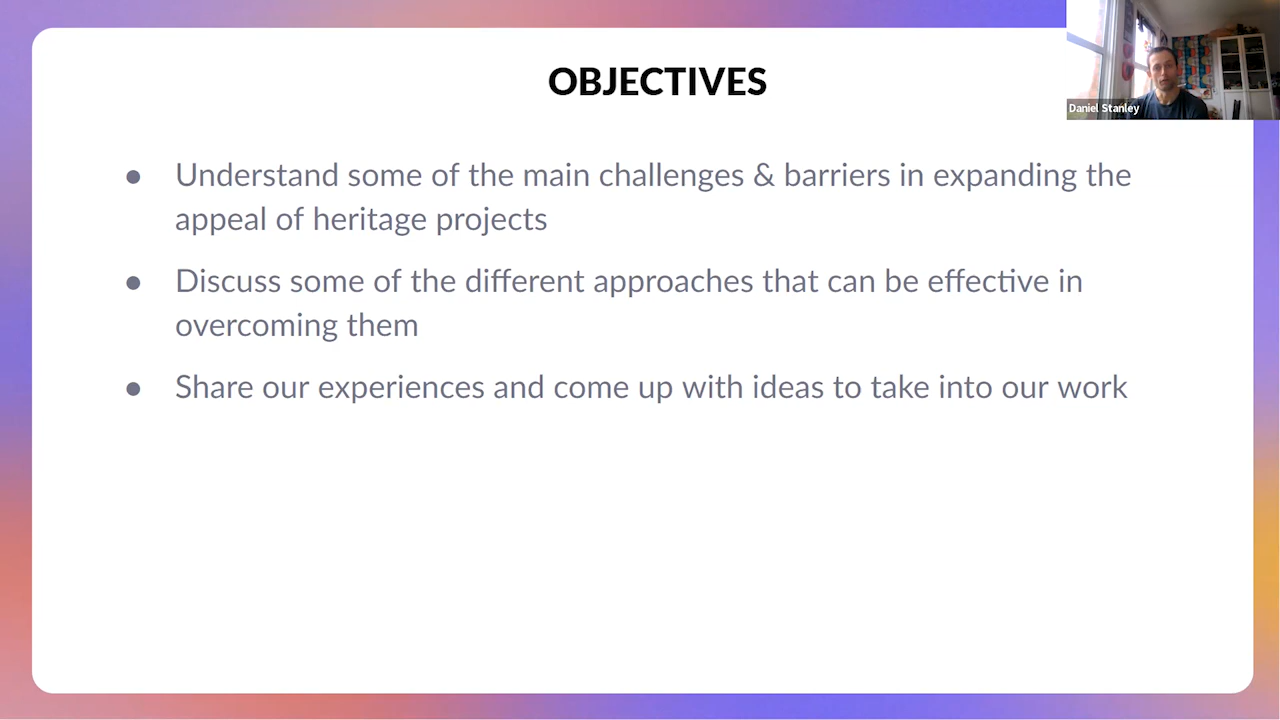 OBJECTIVES
Daniel Stanley
● Understand some of the main challenges & barriers in expanding the
appeal of heritage projects
● Discuss some of the different approaches that can be effective in
overcoming them
● Share our experiences and come up with ideas to take into our work